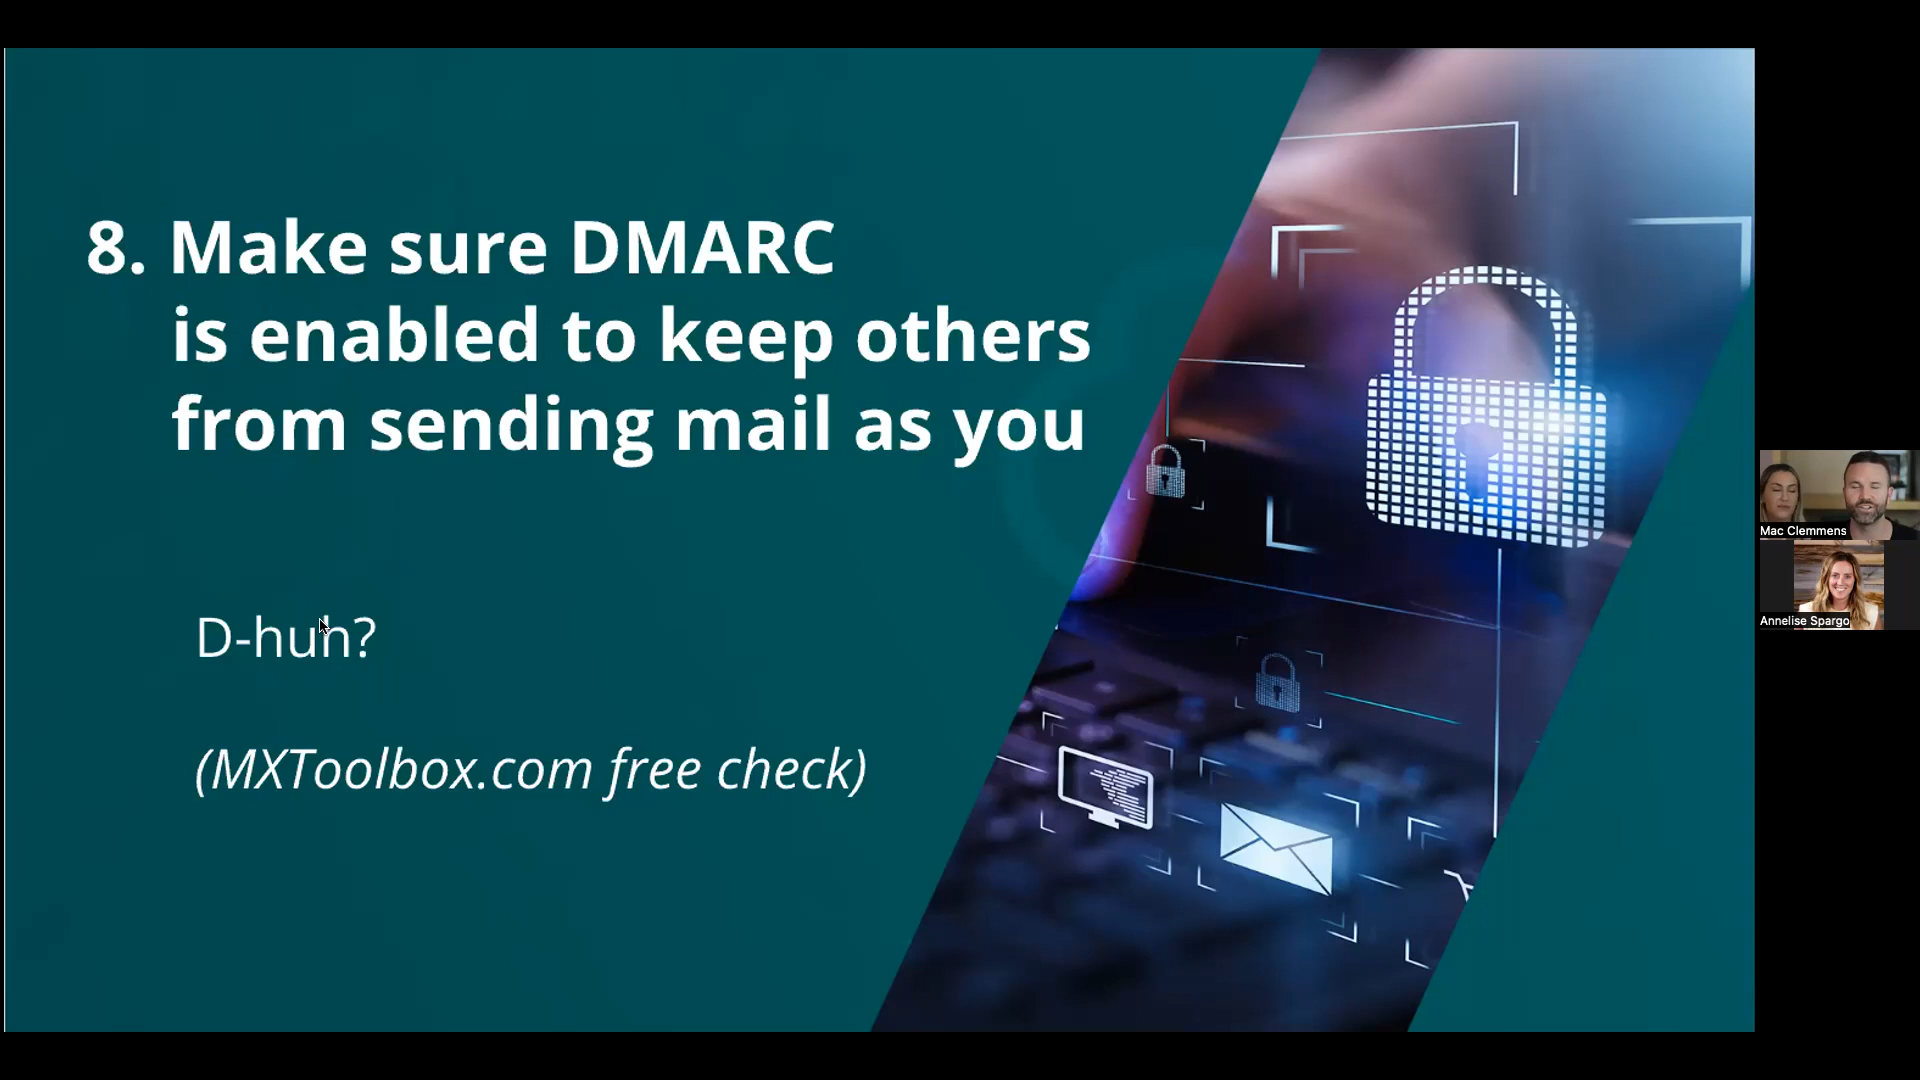 8. Make sure DMARC
is enabled to keep others
from sending mail as you
D-huh?
(MXToolbox.com free check)
Mac Clemmens
Annelise Spargo